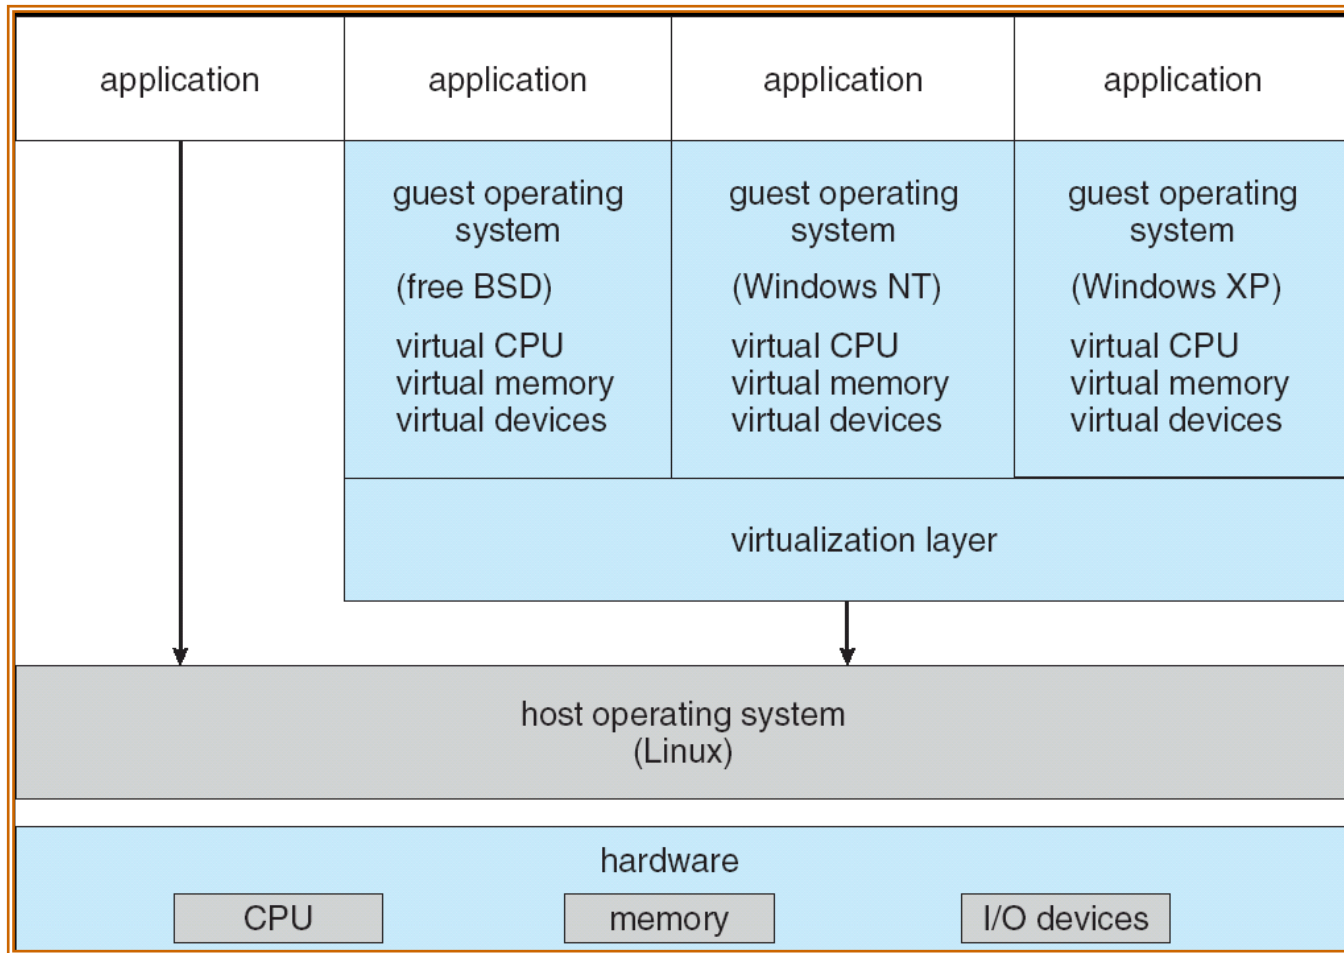 application
application
application
application
guest operating
system
(free BSD)
virtual CPU
virtual memory
virtual devices
guest operating
system
(Windows NT)
virtual CPU
virtual memory
virtual devices
guest operating
system
(Windows XP)
virtual CPU
virtual memory
virtual devices
virtualization layer
host operating system
(Linux)
hardware
CPU
memory
I/O devices